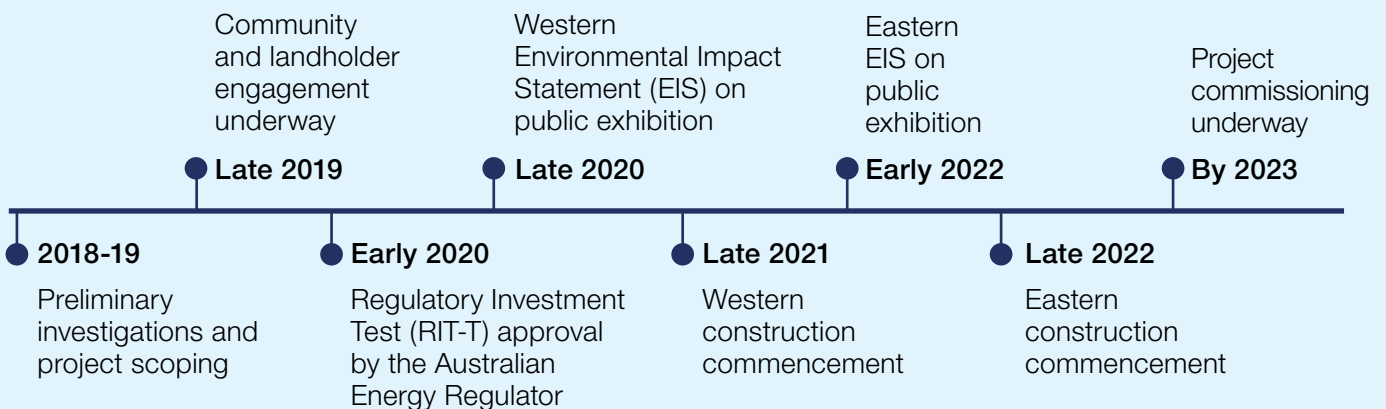 Community
and landholder
engagement
underway
Late 2019
Western
Environmental Impact
Statement (EIS) on
public exhibition
Late 2020
Eastern
EIS on
public
exhibition
Early 2022
Project
commissioning
underway
By 2023
2018-19
Preliminary
investigations and
project scoping
Early 2020
Regulatory Investment
Test (RIT-T) approval
by the Australian
Energy Regulator
Late 2021
Western
construction
commencement
Late 2022
Eastern
construction
commencement